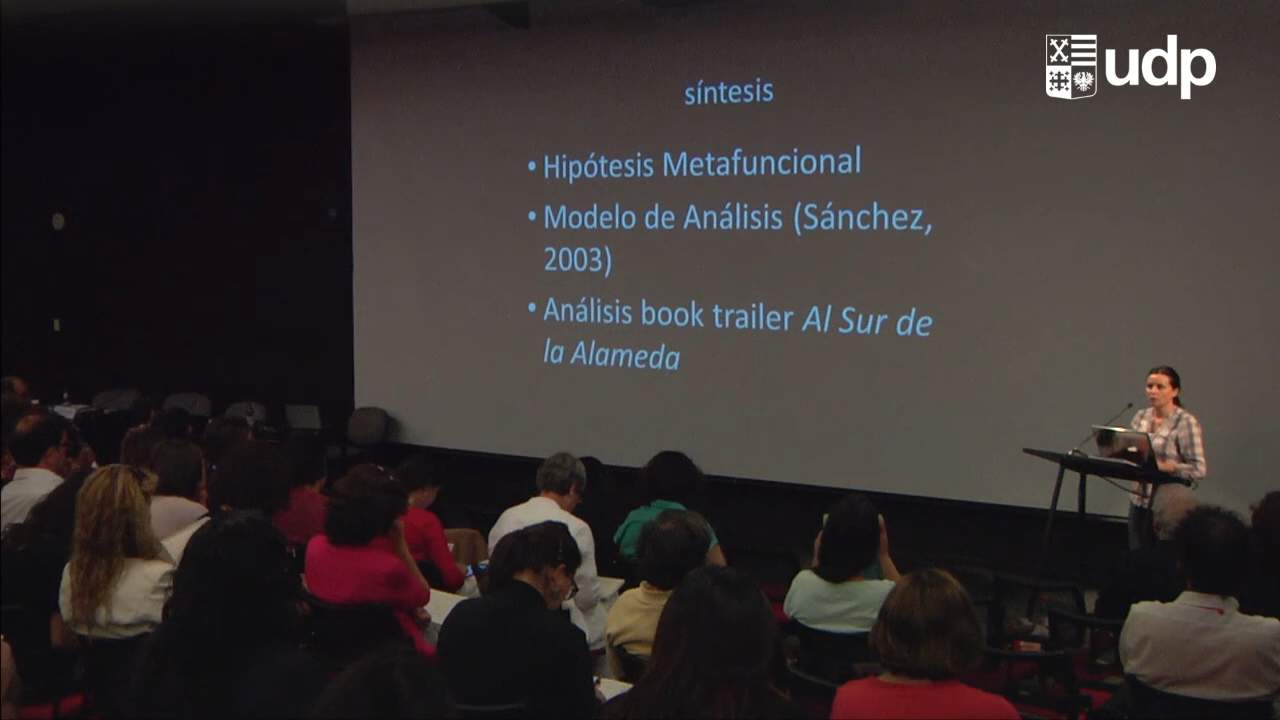 udp
síntesis
• Hipótesis Metafuncional
• Modelo de Análisis (Sánchez,
2003)
• Análisis book trailer Al Sur de
la Alameda